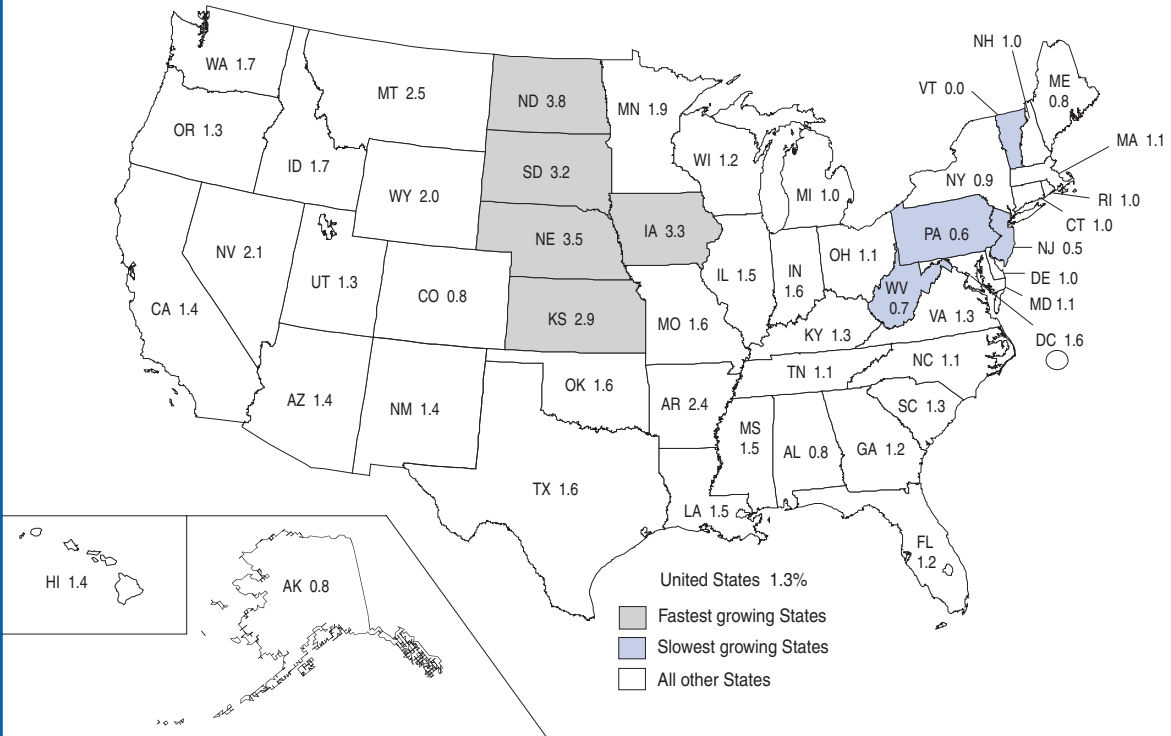 NH 1.0
VT 0.0
ME
0.8
WA 1.7
MT 2.5
ND 3.8
MN 1.9
MA 1.1
OR 1.3
ID 1.7
SD 3.2
WI 1.2
MI 1.0
NY 0.9
WY 2.0
RI 1.0
CT 1.0
NV 2.1
NE 3.5
IA 3.3
PA 0.6
NJ 0.5
UT 1.3
CO 0.8
IL 1.5
IN
1.6
OH 1.1
DE 1.0
WV
0.7
MD 1.1
CA 1.4
KS 2.9
MO 1.6
KY 1.3
VA 1.3
DC 1.6
TN 1.1
NC 1.1
OK 1.6
AZ 1.4
NM 1.4
AR 2.4
SC 1.3
MS
1.5
AL 0.8
GA 1.2
TX 1.6
LA 1.5
FL
1.2
HI 1.4
AK 0.8
United States 1.3%
Fastest growing States
Slowest growing States
All other States